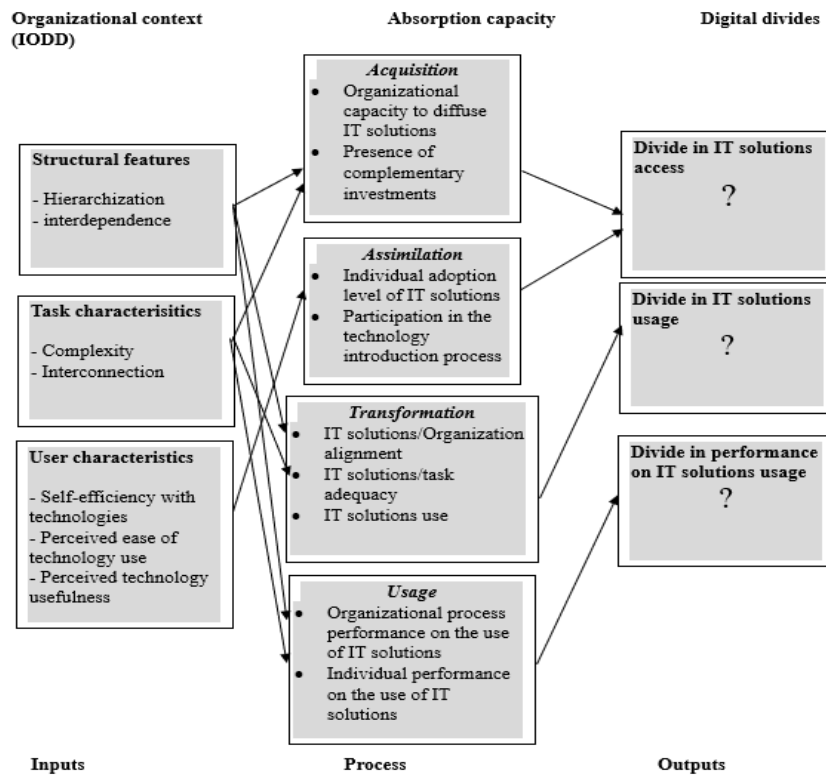 Organizational context
(IODD)
Absorption capacity
Digital divides
Structural features
- Hierarchization
- interdependence
Task characterisitics
- Complexity
- Interconnection
User characteristics
- Self-efficiency with
technologies
- Perceived ease of
technology use
- Perceived technology
usefulness
Acquisition
• Organizational
capacity to diffuse
IT solutions
• Presence of
complementary
investments
Assimilation
• Individual adoption
level of IT solutions
• Participation in the
technology
introduction process
Transformation
• IT solutions/Organization
alignment
• IT solutions/task
adequacy
• IT solutions use
Usage
• Organizational process
performance on the use
of IT solutions
• Individual performance
on the use of IT
solutions
Divide in IT solutions
access
?
Divide in IT solutions
usage
?
Divide in performance
on IT solutions usage
?
Inputs
Process
Outputs